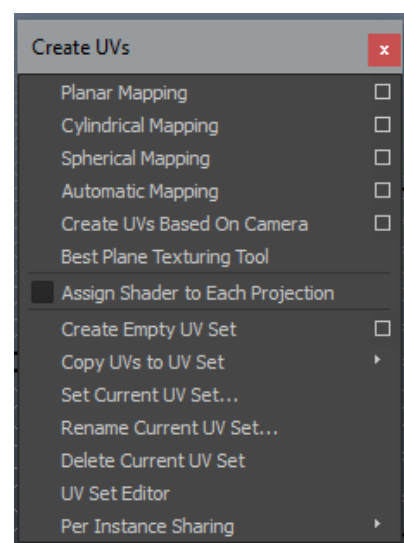 Create UVs
x
Planar Mapping
Cylindrical Mapping
Spherical Mapping
Automatic Mapping
Create UVs Based On Camera
Best Plane Texturing Tool
Assign Shader to Each Projection
Create Empty UV Set
Copy UVs to UV Set
Set Current UV Set...
Rename Current UV Set...
Delete Current UV Set
UV Set Editor
Per Instance Sharing